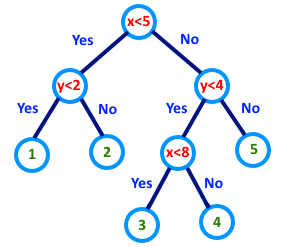 x<5
Yes No
y<2 y<4
Yes No Yes No
1 2 x<8 5
Yes No
3 4